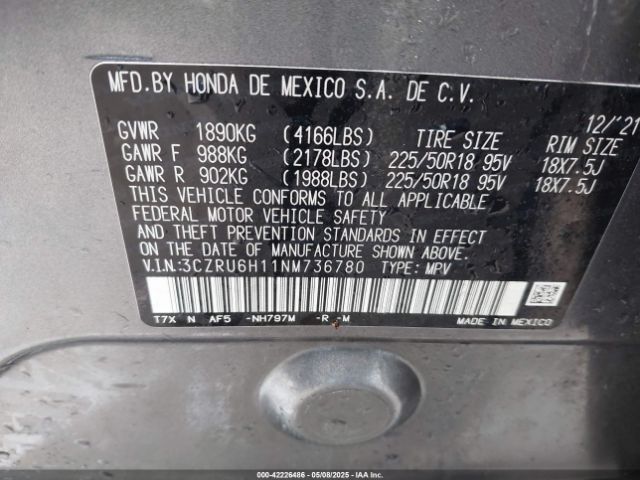 MFD.BY HONDA DE MEXICO S.A. DE C.V.
12/'21
GVWR 1890KG (4166LBS) TIRE SIZE RIM SIZE
GAWR F 988KG (2178LBS) 225/50R18 95V 18X7.5J
GAWR R 902KG (1988LBS) 225/50R18 95V 18X7.5J
THIS VEHICLE CONFORMS TO ALL APPLICABLE
FEDERAL MOTOR VEHICLE SAFETY
AND THEFT PREVENTION STANDARDS IN EFFECT
ON THE DATE OF MANUFACTURE SHOWN ABOVE.
V.I.N:3CZRU6H11NM736780 TYPE: MPV
T7X N AF5 -NH797M -R -M MADE IN MEXICO
000-42226486 - 05/08/2025 - IAAI.COM